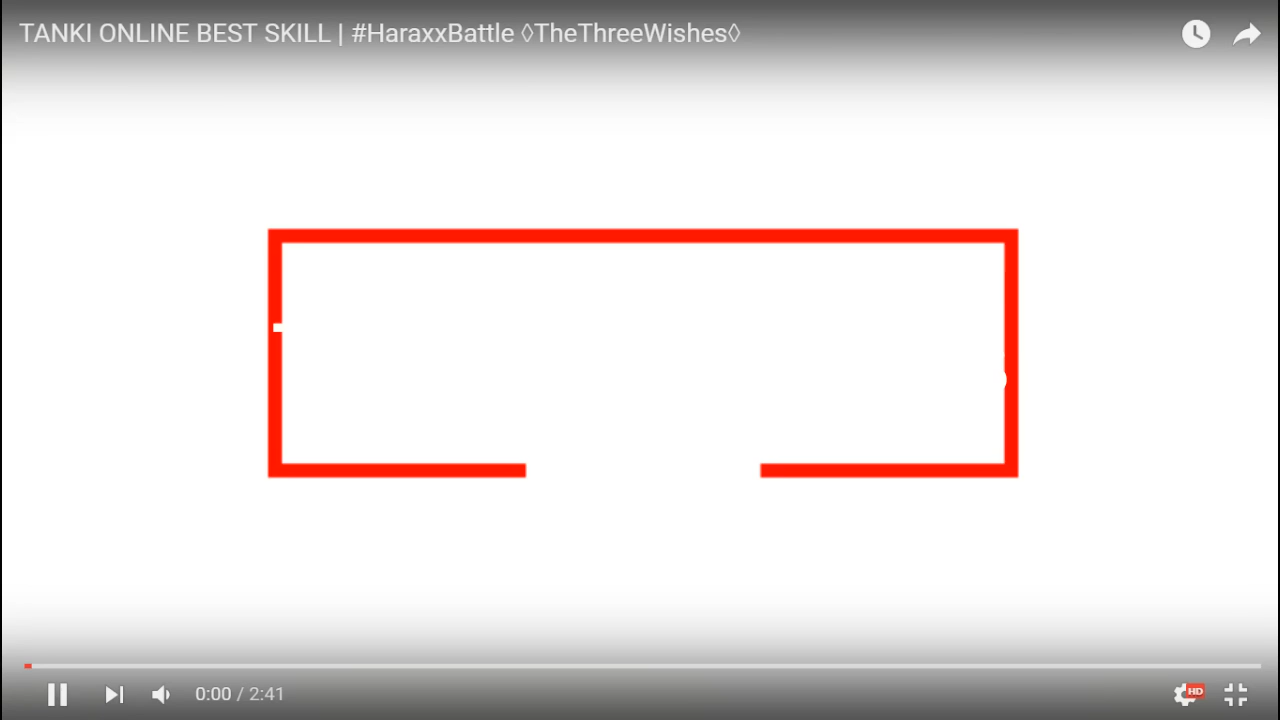 TANKI ONLINE BEST SKILL | #HaraxxBattle ◊TheThreeWishes◊
0:00 / 2:41
HD